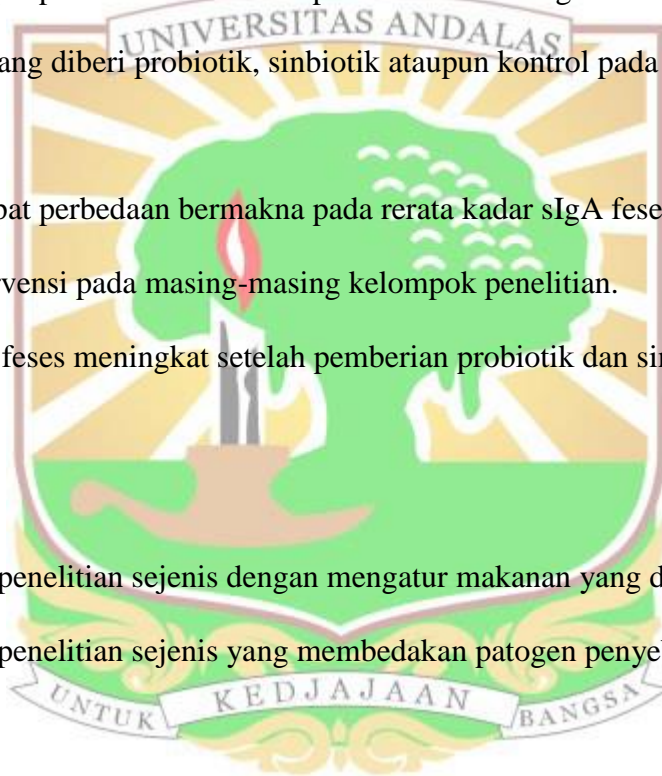 UNIVERSITAS ANDALAS
ang diberi probiotik, sinbiotik ataupun kontrol pada
pat perbedaan bermakna pada rerata kadar sIgA fese
rvensi pada masing-masing kelompok penelitian.
feses meningkat setelah pemberian probiotik dan sin
penelitian sejenis dengan mengatur makanan yang d
penelitian sejenis yang membedakan patogen penye
UNTUK KEDJAJAAN BANGSA